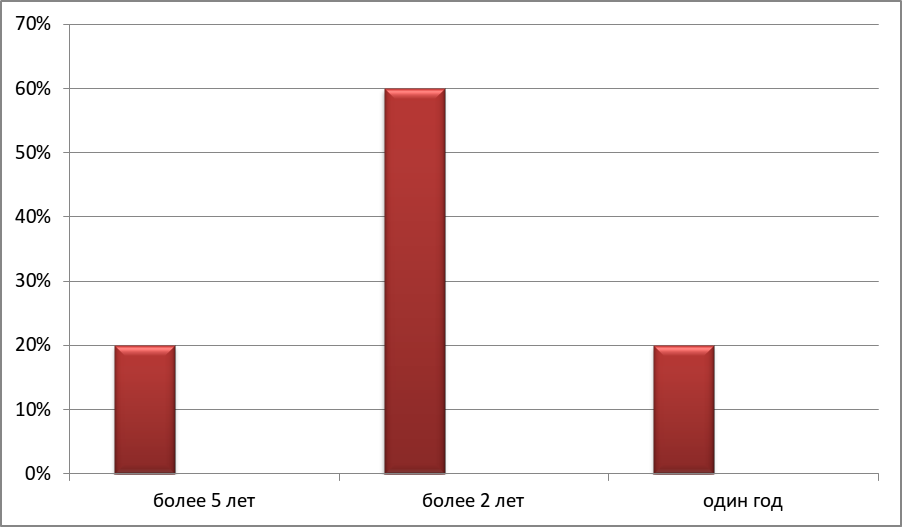 70%
60%
50%
40%
30%
20%
10%
0%
более 5 лет
более 2 лет
один год